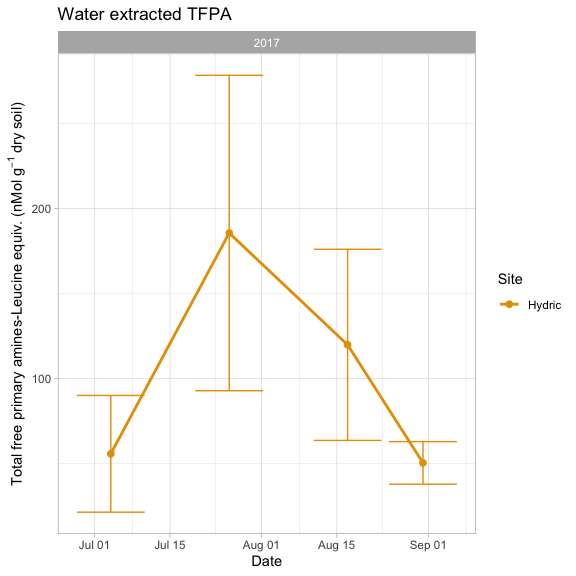 Water extracted TFPA
2017
Total free primary amines-Leucine equiv. (nMol g⁻¹ dry soil)
200
100
Jul 01
Jul 15
Aug 01
Aug 15
Sep 01
Date
Site
Hydric